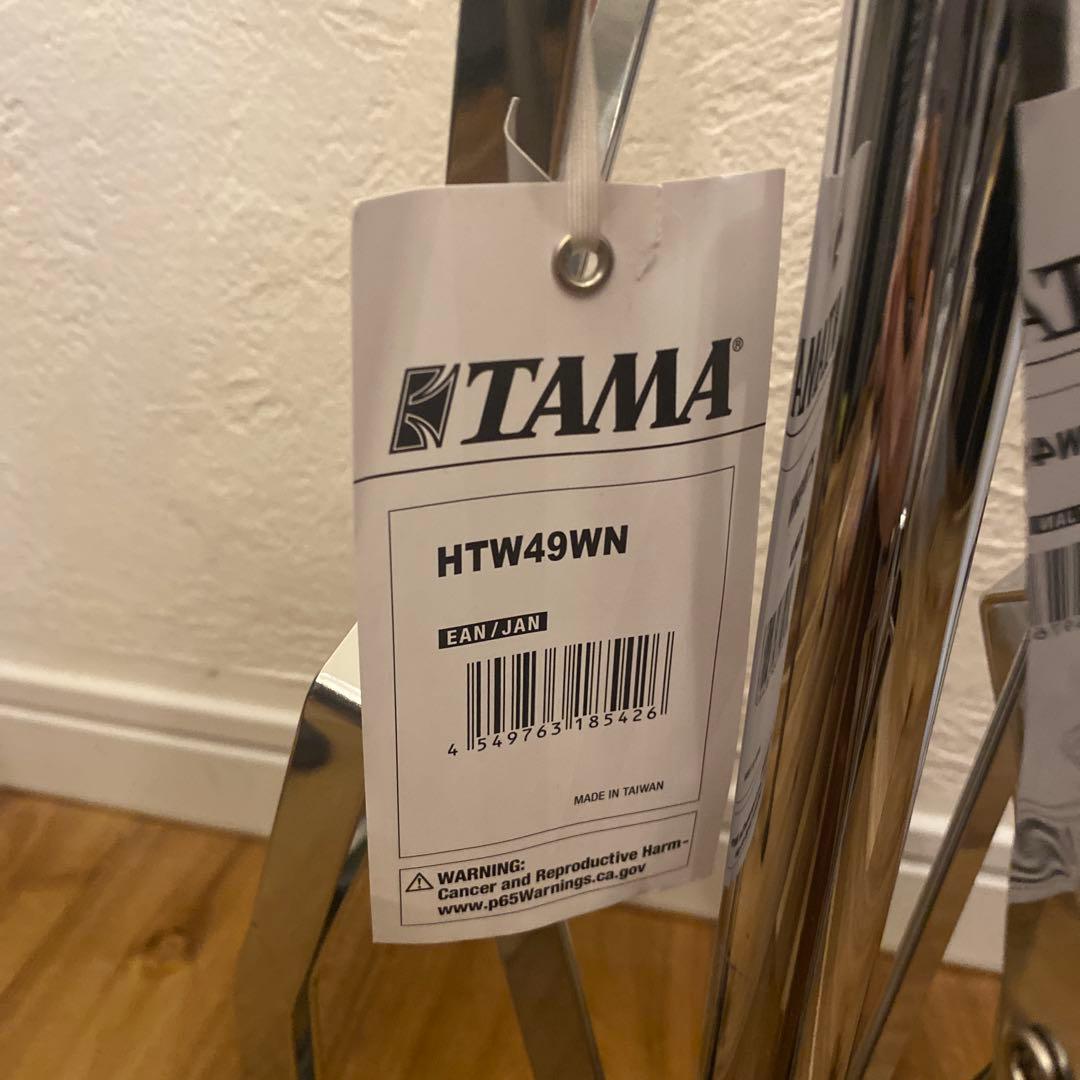 TAMA®
HTW49WN
EAN/JAN
4 549763 185426
MADE IN TAIWAN
WARNING:
Cancer and Reproductive Harm-
www.p65Warnings.ca.gov